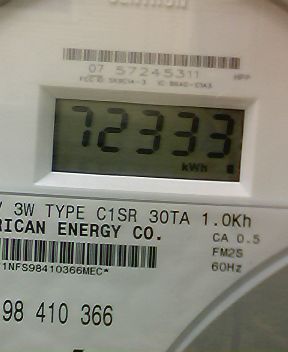 07 57245311
72333
kWh
3W TYPE C1SR 30TA 1.0Kh
RICAN ENERGY CO.
CA 0.5
FM2S
60Hz
1NFS98410366MEC*
98 410 366